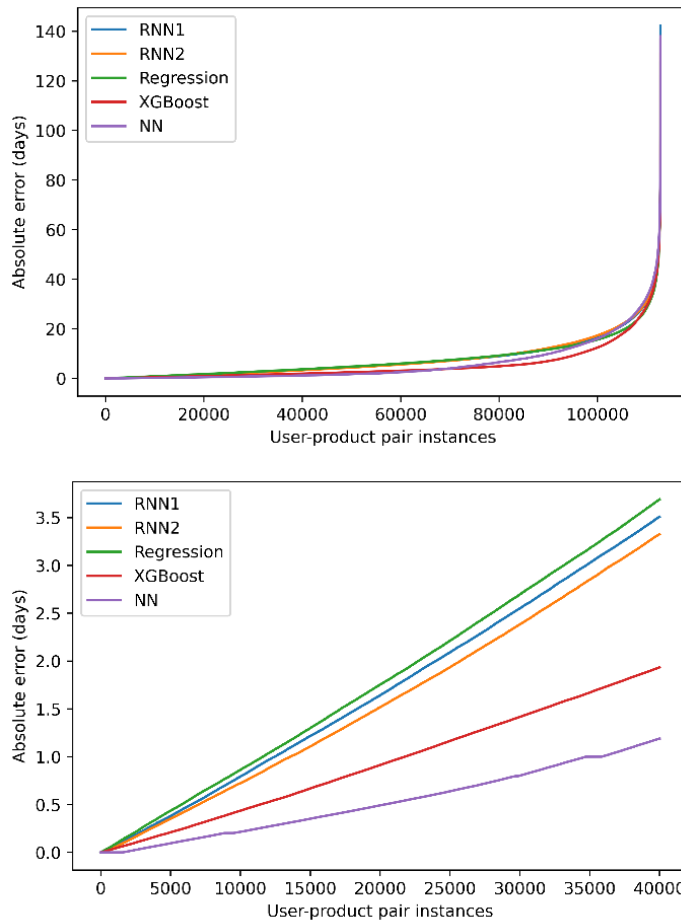 140
120
100
80
60
40
20
0
Absolute error (days)
RNN1
RNN2
Regression
XGBoost
NN
0 20000 40000 60000 80000 100000
User-product pair instances
3.5
3.0
2.5
2.0
1.5
1.0
0.5
0.0
Absolute error (days)
RNN1
RNN2
Regression
XGBoost
NN
0 5000 10000 15000 20000 25000 30000 35000 40000
User-product pair instances